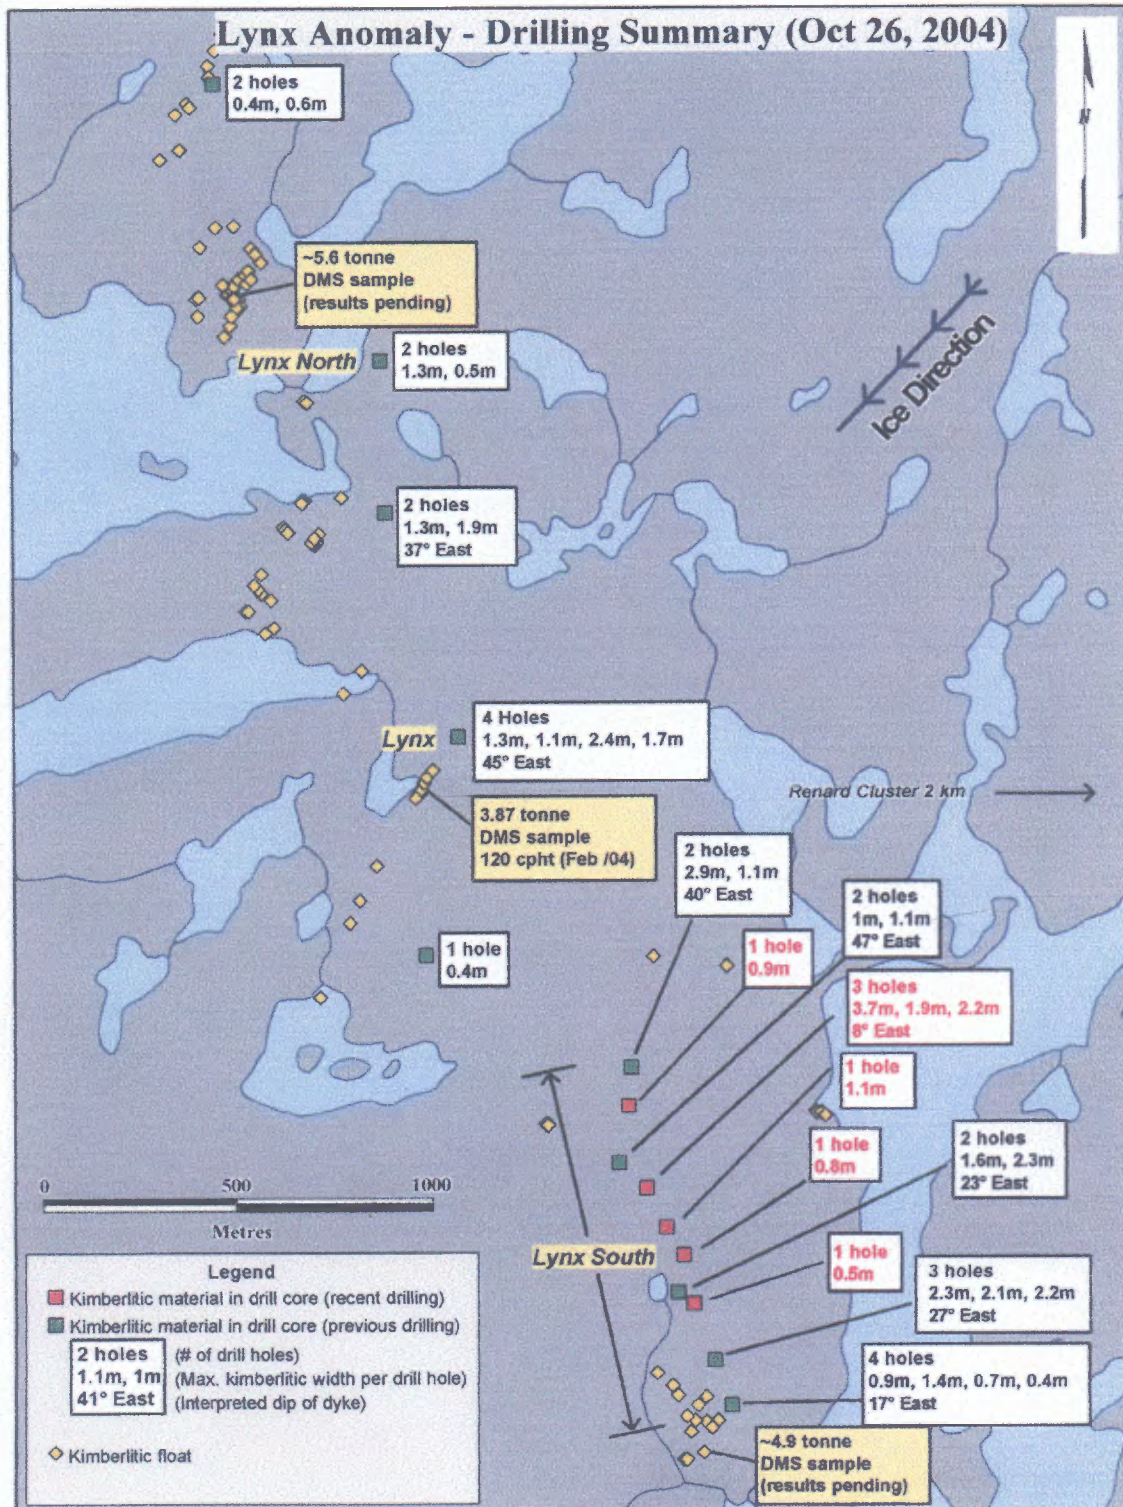 Lynx Anomaly - Drilling Summary (Oct 26, 2004)
2 holes
0.4m, 0.6m
N
~5.6 tonne
DMS sample
(results pending)
Ice Direction
Lynx North
2 holes
1.3m, 0.5m
2 holes
1.3m, 1.9m
37° East
Lynx
4 Holes
1.3m, 1.1m, 2.4m, 1.7m
45° East
Renard Cluster 2 km
3.87 tonne
DMS sample
120 cpht (Feb /04)
2 holes
2.9m, 1.1m
40° East
2 holes
1m, 1.1m
47° East
1 hole
0.4m
1 hole
0.9m
3 holes
3.7m, 1.9m, 2.2m
8° East
1 hole
1.1m
1 hole
0.8m
2 holes
1.6m, 2.3m
23° East
0 500 1000
Metres
Lynx South
1 hole
0.5m
3 holes
2.3m, 2.1m, 2.2m
27° East
4 holes
0.9m, 1.4m, 0.7m, 0.4m
17° East
~4.9 tonne
DMS sample
(results pending)
Legend
Kimberlitic material in drill core (recent drilling)
Kimberlitic material in drill core (previous drilling)
2 holes (# of drill holes)
1.1m, 1m (Max. kimberlitic width per drill hole)
41° East (Interpreted dip of dyke)
Kimberlitic float